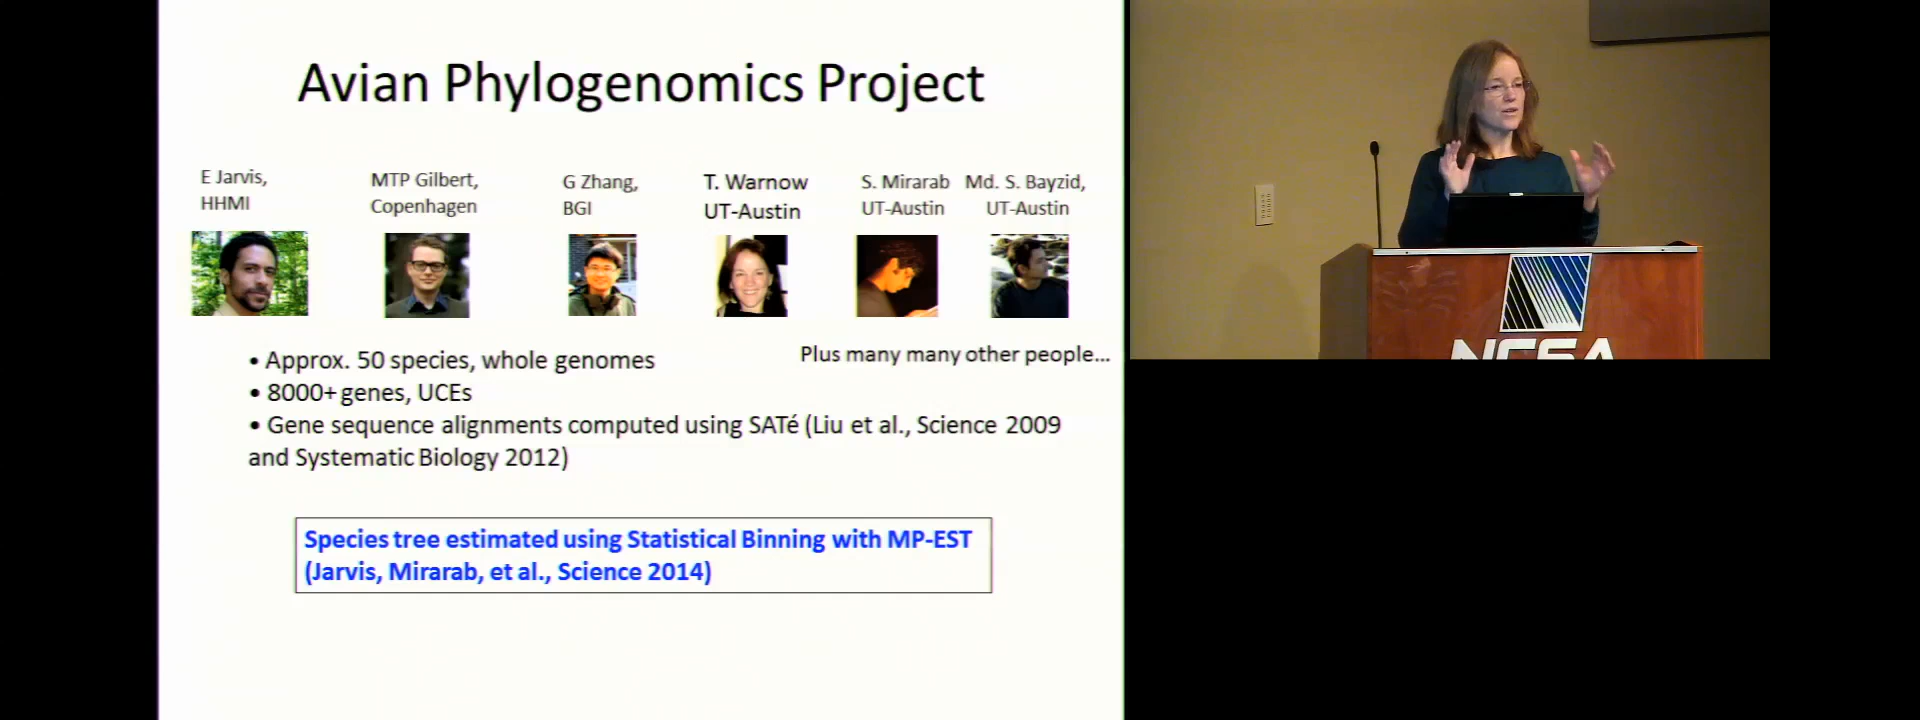 Avian Phylogenomics Project
E Jarvis,
HHMI
MTP Gilbert,
Copenhagen
G Zhang,
BGI
T. Warnow
UT-Austin
S. Mirarab
UT-Austin
Md. S. Bayzid,
UT-Austin
• Approx. 50 species, whole genomes
Plus many many other people...
• 8000+ genes, UCEs
• Gene sequence alignments computed using SATé (Liu et al., Science 2009
and Systematic Biology 2012)
Species tree estimated using Statistical Binning with MP-EST
(Jarvis, Mirarab, et al., Science 2014)
NCSA